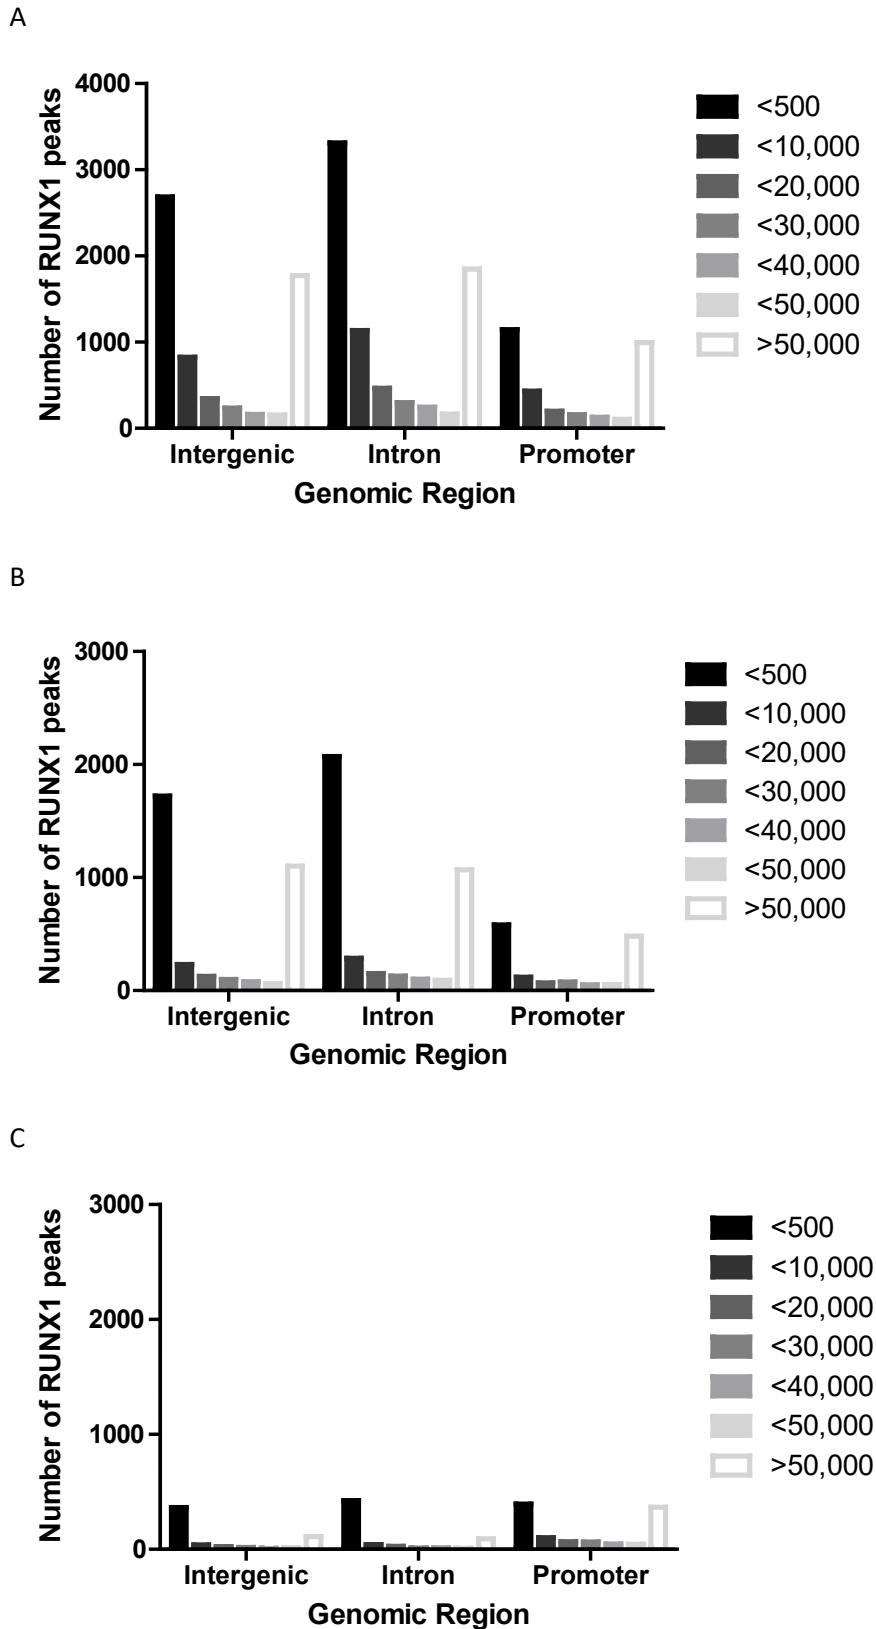 A
Number of RUNX1 peaks
4000
3000
2000
1000
0
Intergenic
Intron
Promoter
Genomic Region
<500
<10,000
<20,000
<30,000
<40,000
<50,000
>50,000
B
Number of RUNX1 peaks
3000
2000
1000
0
Intergenic
Intron
Promoter
Genomic Region
<500
<10,000
<20,000
<30,000
<40,000
<50,000
>50,000
C
Number of RUNX1 peaks
3000
2000
1000
0
Intergenic
Intron
Promoter
Genomic Region
<500
<10,000
<20,000
<30,000
<40,000
<50,000
>50,000